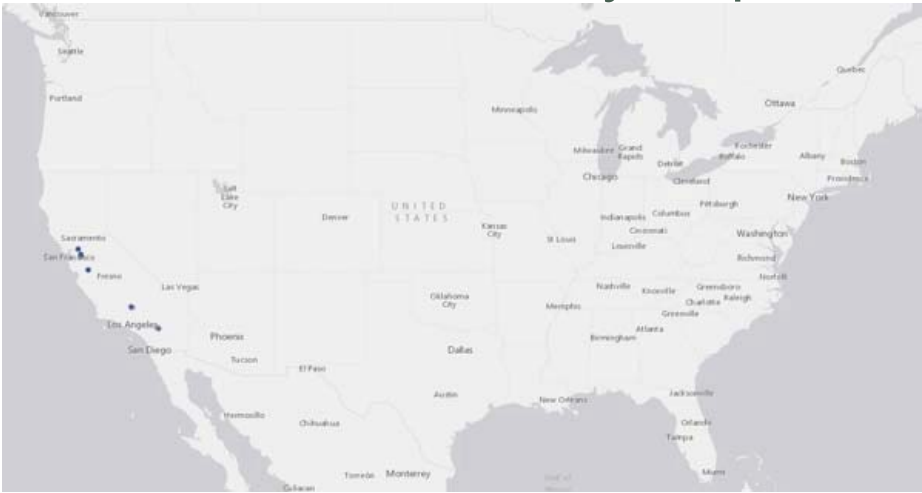 Vancouver
Seattle
Quebec
Portland
Ottawa
Minneapolis
Rochester
Milwaukee
Grand
Rapids
Buffalo
Albany
Boston
Detroit
Chicago
Cleveland
Providence
Salt
Lake
City
New York
UNITED
STATES
Pittsburgh
Denver
Indianapolis
Columbus
Kansas
City
Cincinnati
Washington
Sacramento
St Louis
Louisville
San Francisco
Richmond
Fresno
Norfolk
Las Vegas
Nashville
Knoxville
Greensboro
Oklahoma
City
Charlotte
Raleigh
Memphis
Greenville
Los Angeles
Atlanta
Phoenix
Birmingham
San Diego
Dallas
Tucson
El Paso
Austin
Jacksonville
New Orleans
Hermosillo
Chihuahua
Orlando
Tampa
Torreón
Monterrey
Miami
Culiacan
Gulf of